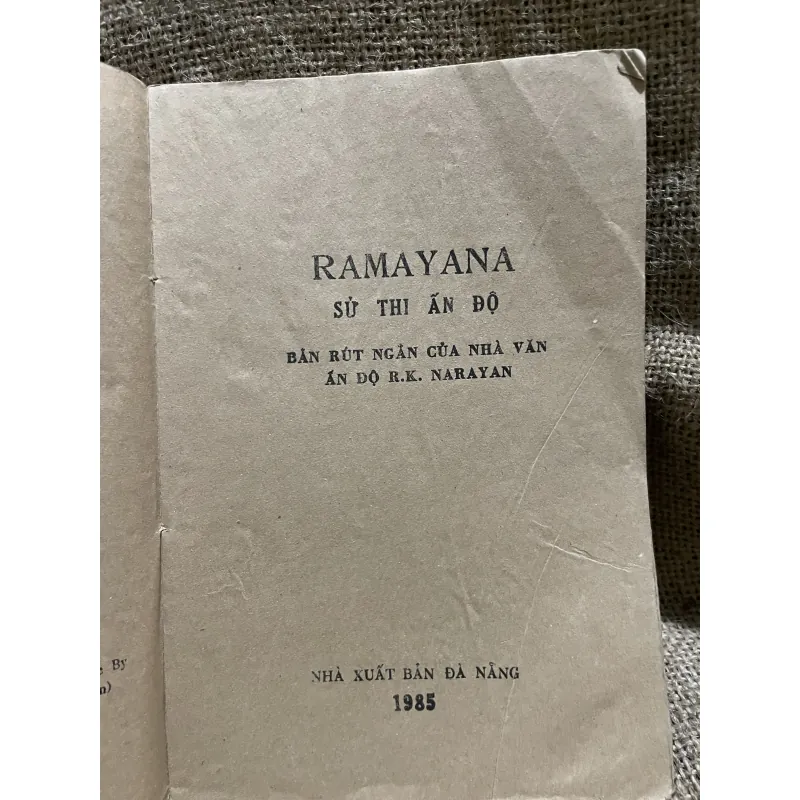 RAMAYANA
SỬ THI ẤN ĐỘ
BẢN RÚT NGẮN CỦA NHÀ VĂN
ẤN ĐỘ R.K. NARAYAN
By
NHÀ XUẤT BẢN ĐÀ NẴNG
1985